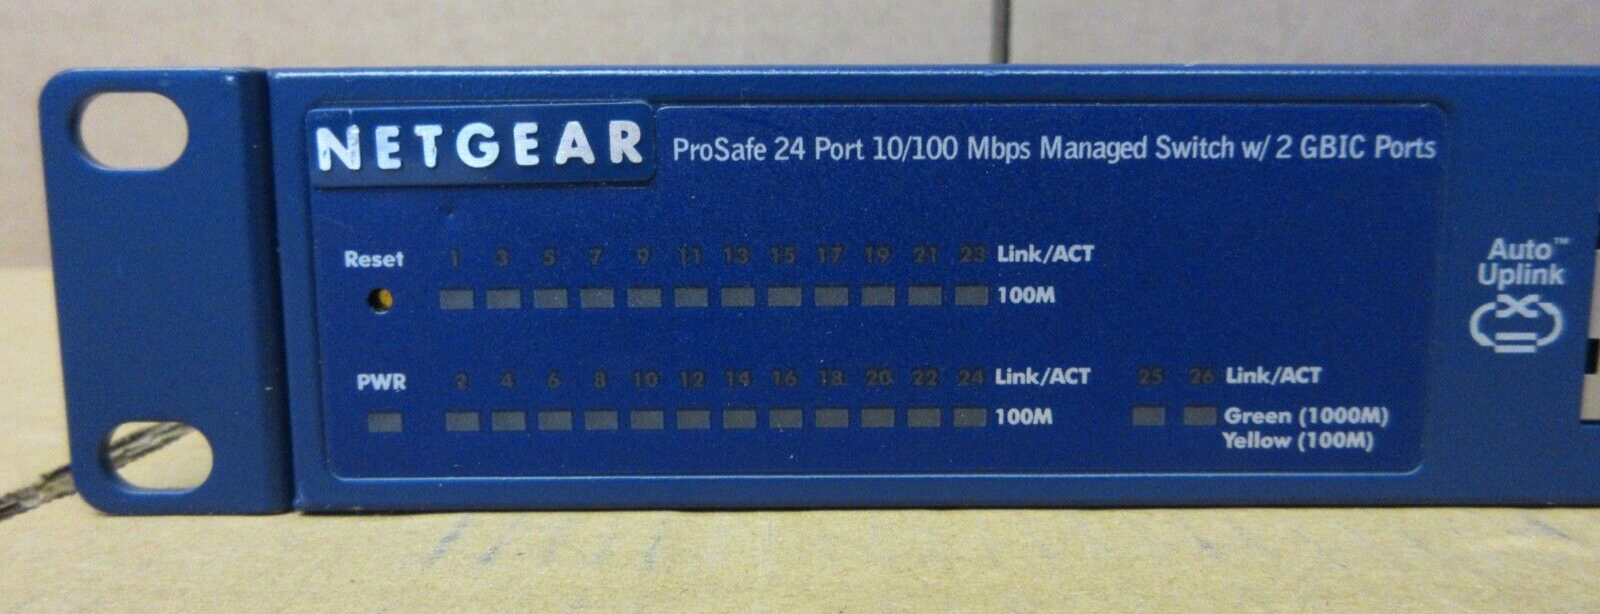 NETGEAR ProSafe 24 Port 10/100 Mbps Managed Switch w/ 2 GBIC Ports
Reset 1 3 5 7 9 11 13 15 17 19 21 23 Link/ACT
100M
PWR 2 4 6 8 10 12 14 16 18 20 22 24 Link/ACT
100M
25 26 Link/ACT
Green (1000M)
Yellow (100M)
Auto™
Uplink